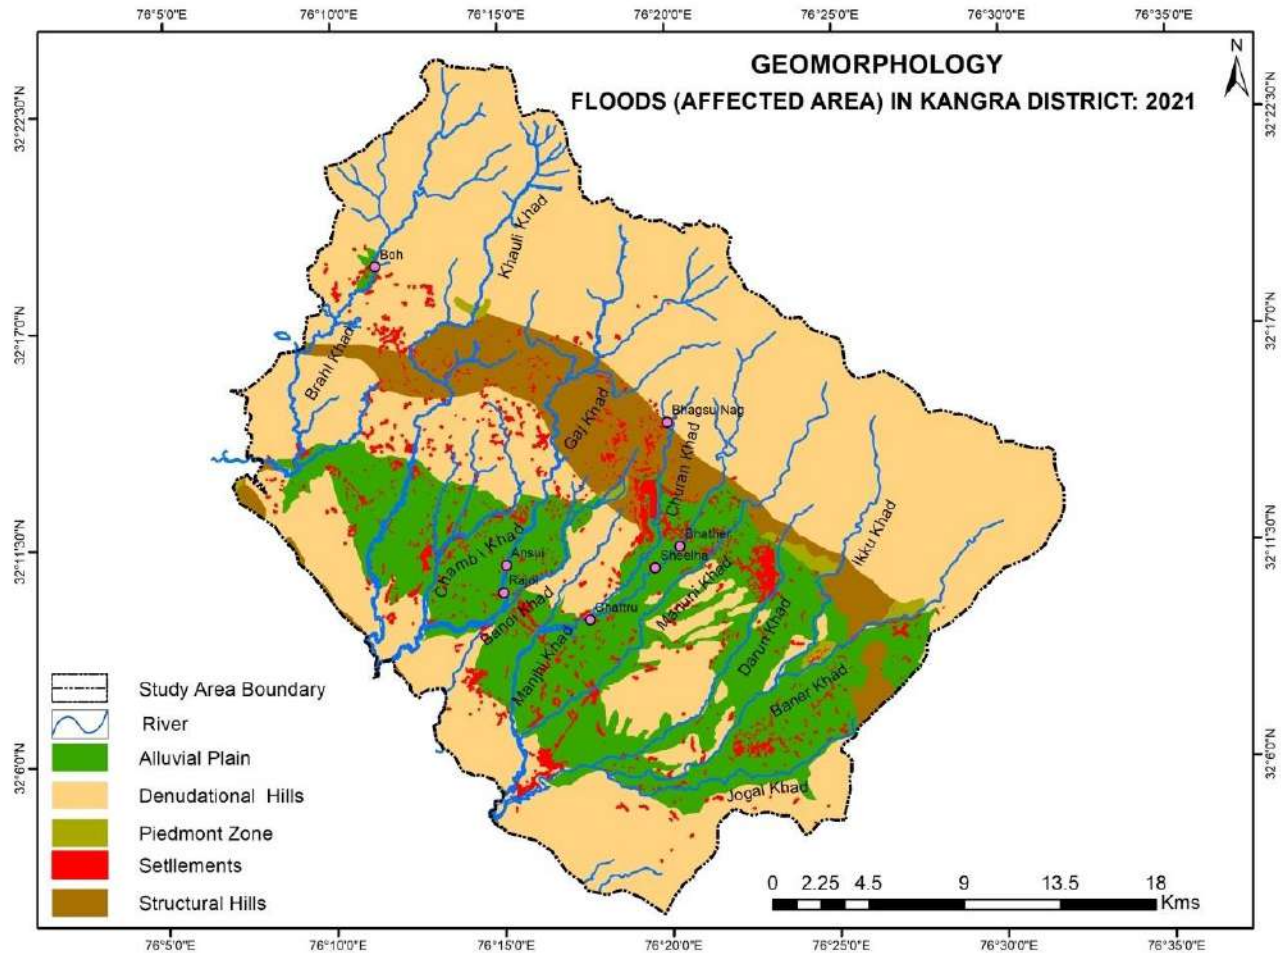 76°5'0"E 76°10'0"E 76°15'0"E 76°20'0"E 76°25'0"E 76°30'0"E 76°35'0"E
N
GEOMORPHOLOGY
FLOODS (AFFECTED AREA) IN KANGRA DISTRICT: 2021
32°22'30"N
32°22'30"N
Khauli Khad
Boh
32°17'0"N
32°17'0"N
Brahl Khad
Gaj Khad
Bhagsu Nag
Churan Khad
Ikku Khad
32°11'30"N
32°11'30"N
Chambi Khad
Ansui
Bhather
Sheelha
Rajol
Manuni Khad
Banoi Khad
Chattru
Manjhi Khad
Darun Khad
Baner Khad
Jogal Khad
32°6'0"N
32°6'0"N
Study Area Boundary
River
Alluvial Plain
Denudational Hills
Piedmont Zone
Setllements
Structural Hills
0 2.25 4.5 9 13.5 18
Kms
76°5'0"E 76°10'0"E 76°15'0"E 76°20'0"E 76°25'0"E 76°30'0"E 76°35'0"E